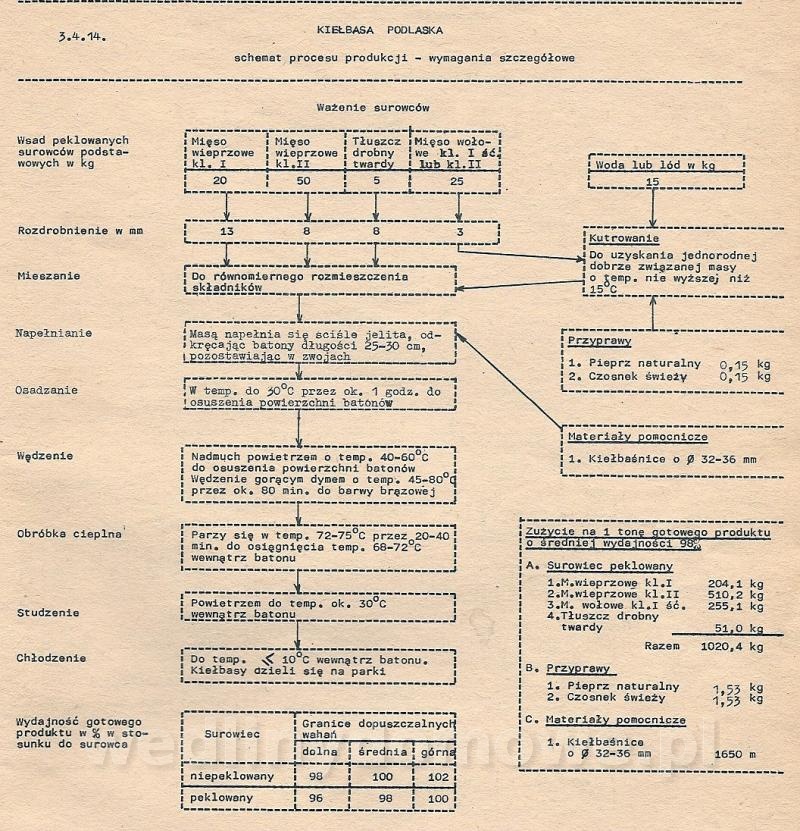 3.4.14.
KIEŁBASA PODLASKA
schemat procesu produkcji – wymagania szczegółowe
Ważenie surowców
Wsad peklowanych
surowców podsta-
wowych w kg
Mięso
wieprzowe
kl. I
Mięso
wieprzowe
kl.II
Tłuszcz
drobny
twardy
Mięso woło-
we kl. I ść.
lub kl.II
20 50 5 25
Woda lub lód w kg
15
Rozdrobnienie w mm
13 8 8 3
Kutrowanie
Do uzyskania jednorodnej
dobrze związanej masy
o temp. nie wyższej niż
15°C
Mieszanie
Do równomiernego rozmieszczenia
składników
Napełnianie
Masą napełnia się sciśle jelita, od-
kręcając batony długości 25-30 cm,
pozostawiając w zwojach
Przyprawy
1. Pieprz naturalny 0,15 kg
2. Czosnek świeży 0,15 kg
Osadzanie
W temp. do 30°C przez ok. 1 godz. do
osuszenia powierzchni batonów
Materiały pomocnicze
1. Kiełbaśnice o Ø 32-36 mm
Wędzenie
Nadmuch powietrzem o temp. 40-60°C
do osuszenia powierzchni batonów
Wędzenie gorącym dymem o temp. 45-80°C
przez ok. 80 min. do barwy brązowej
Obróbka cieplna
Parzy się w temp. 72-75°C przez 20-40
min. do osiągnięcia temp. 68-72°C
wewnątrz batonu
Studzenie
Powietrzem do temp. ok. 30°C
wewnątrz batonu
Chłodzenie
Do temp. ≤ 10°C wewnątrz batonu.
Kiełbasy dzieli się na parki
Zużycie na 1 tonę gotowego produktu
o średniej wydajności 98%
A. Surowiec peklowany
1.M.wieprzowe kl.I 204,1 kg
2.M.wieprzowe kl.II 510,2 kg
3.M. wołowe kl.I ść. 255,1 kg
4.Tłuszcz drobny
twardy 51,0 kg
Razem 1020,4 kg
B. Przyprawy
1. Pieprz naturalny 1,53 kg
2. Czosnek świeży 1,53 kg
C. Materiały pomocnicze
1. Kiełbaśnice
o Ø 32-36 mm 1650 m
Wydajność gotowego
produktu w % w sto-
sunku do surowca
Surowiec
Granice dopuszczalnych
wahań
dolna średnia górna
niepeklowany 98 100 102
peklowany 96 98 100
wedlinydomowe.pl